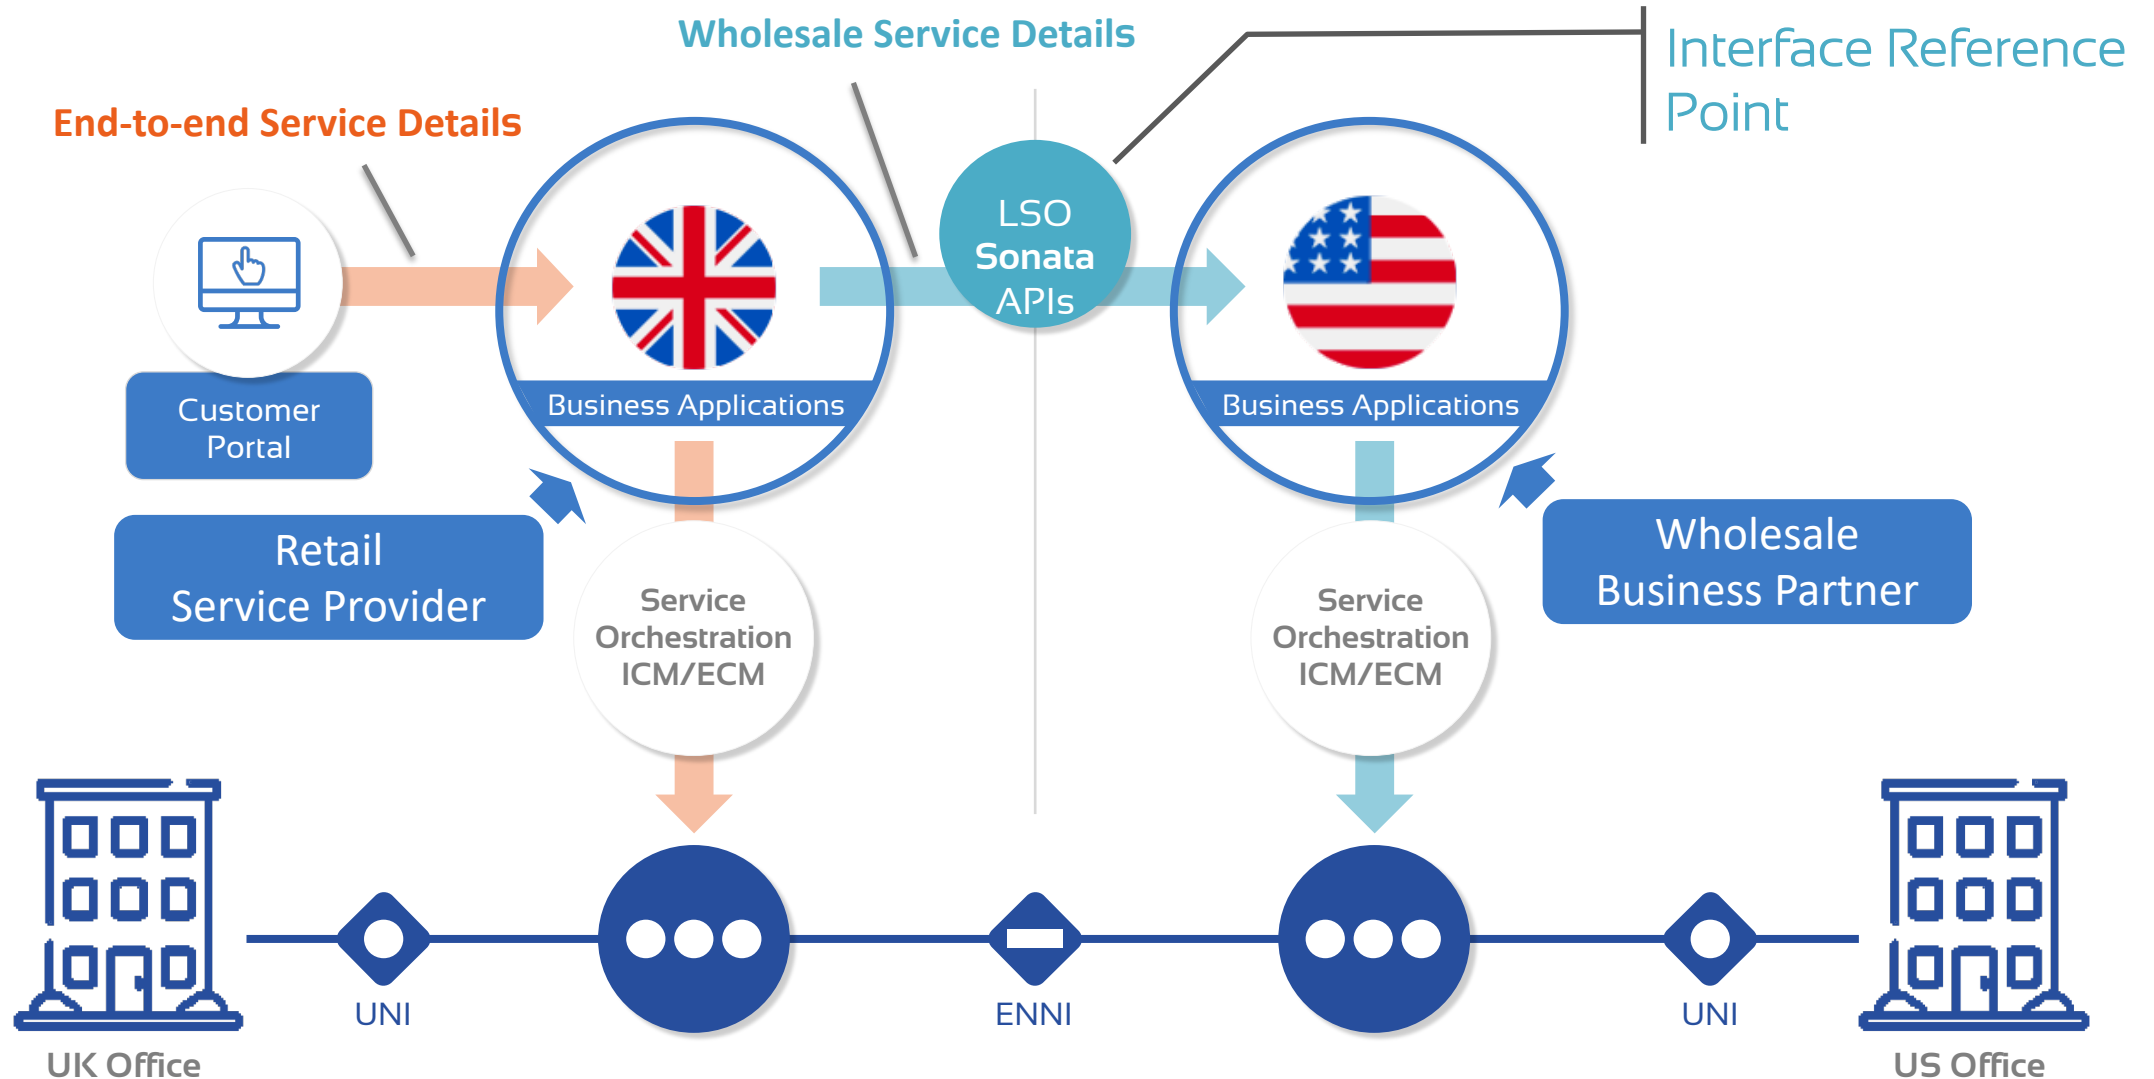 Wholesale Service Details
Interface Reference
Point
End-to-end Service Details
LSO
Sonata
APIs
Customer
Portal
Business Applications
Business Applications
Retail
Service Provider
Wholesale
Business Partner
Service
Orchestration
ICM/ECM
Service
Orchestration
ICM/ECM
UNI
ENNI
UNI
UK Office
US Office